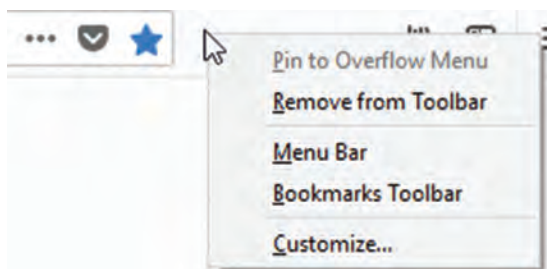 Pin to Overflow Menu
Remove from Toolbar
Menu Bar
Bookmarks Toolbar
Customize...